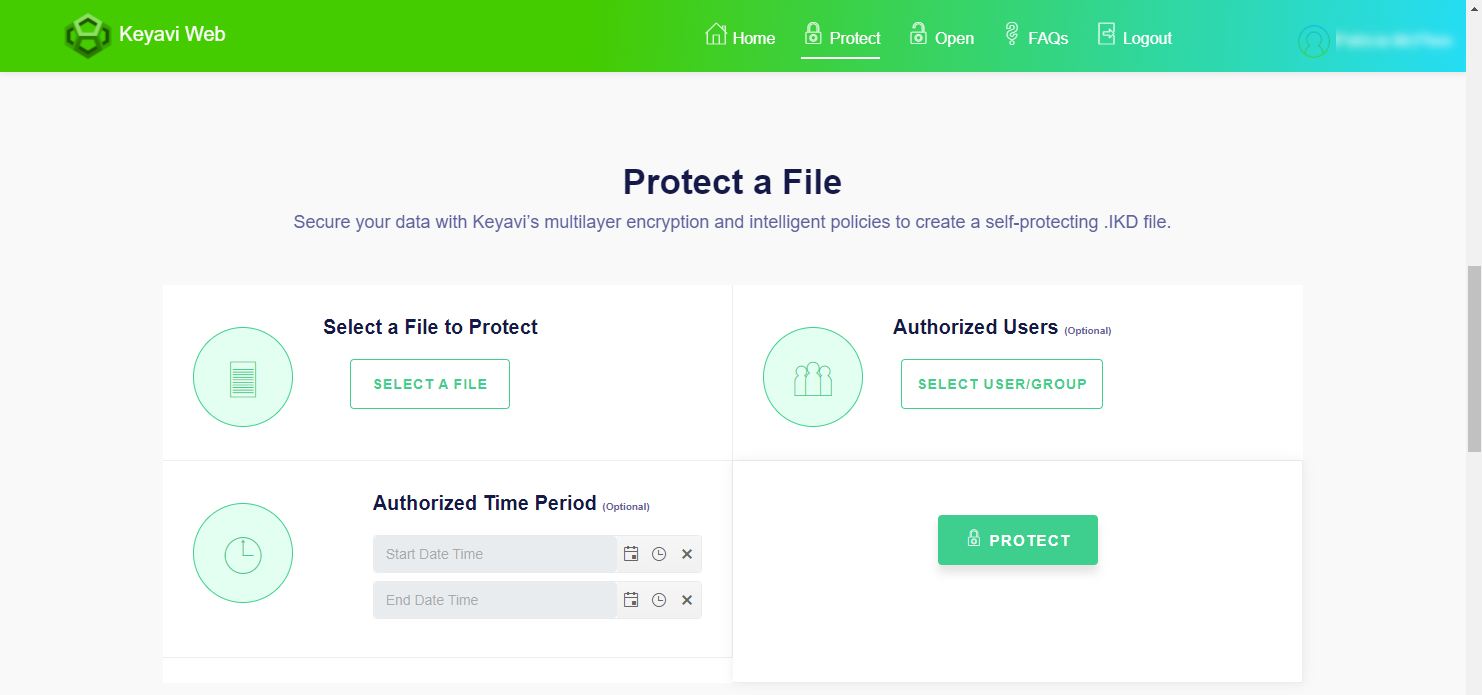 Keyavi Web
Home
Protect
Open
FAQs
Logout
Protect a File
Secure your data with Keyavi’s multilayer encryption and intelligent policies to create a self-protecting .IKD file.
Select a File to Protect
SELECT A FILE
Authorized Users (Optional)
SELECT USER/GROUP
Authorized Time Period (Optional)
Start Date Time
End Date Time
PROTECT